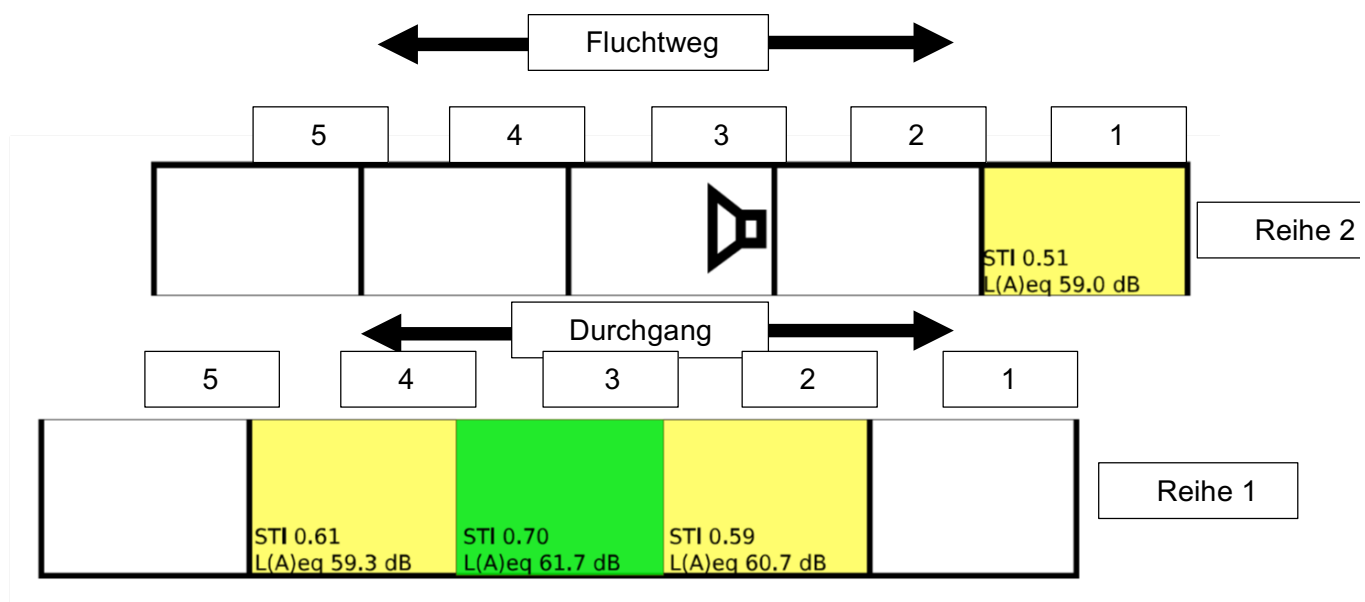 Fluchtweg
5 4 3 2 1
STI 0.51
L(A)eq 59.0 dB
Reihe 2
Durchgang
5 4 3 2 1
STI 0.61 STI 0.70 STI 0.59
L(A)eq 59.3 dB L(A)eq 61.7 dB L(A)eq 60.7 dB
Reihe 1